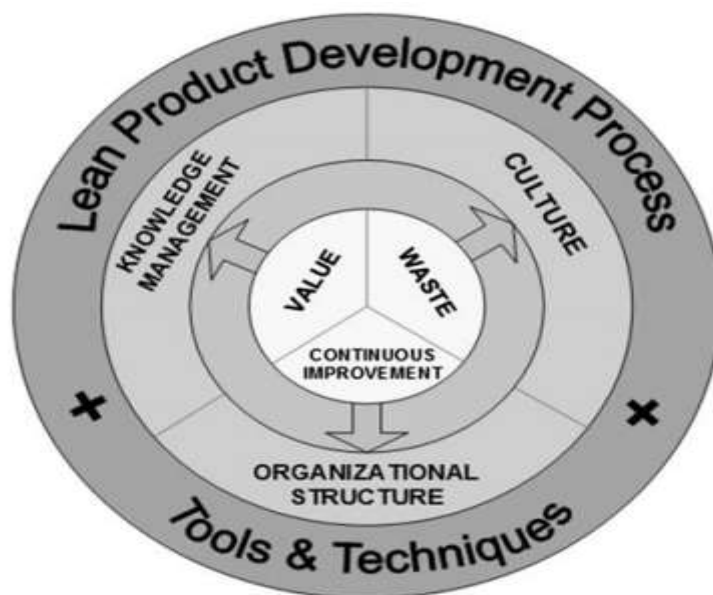 Lean Product Development Process
KNOWLEDGE
MANAGEMENT
CULTURE
VALUE
WASTE
CONTINUOUS
IMPROVEMENT
ORGANIZATIONAL
STRUCTURE
+
+
Tools & Techniques